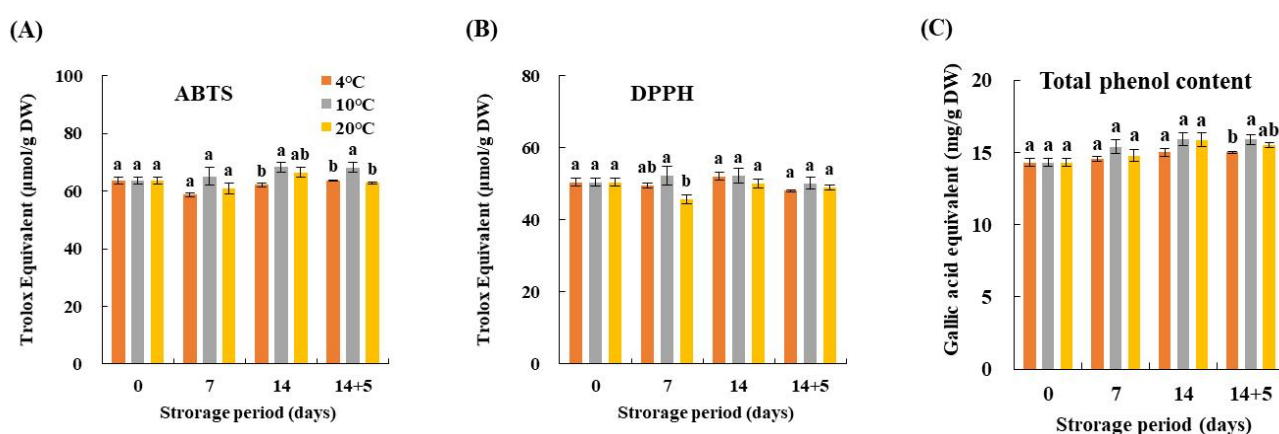 (A)
ABTS
4°C
10°C
20°C
Trolox Equivalent (µmol/g DW)
100
80
60
40
20
0
a a a
a a a
b a ab
b a b
0 7 14 14+5
Strorage period (days)
(B)
DPPH
Trolox Equivalent (µmol/g DW)
80
60
40
20
0
a a a
ab a b
a a a
a a a
0 7 14 14+5
Strorage period (days)
(C)
Total phenol content
Gallic acid equivalent (mg/g DW)
20
15
10
5
0
a a a
a a a
a a a
b a ab
0 7 14 14+5
Strorage period (days)